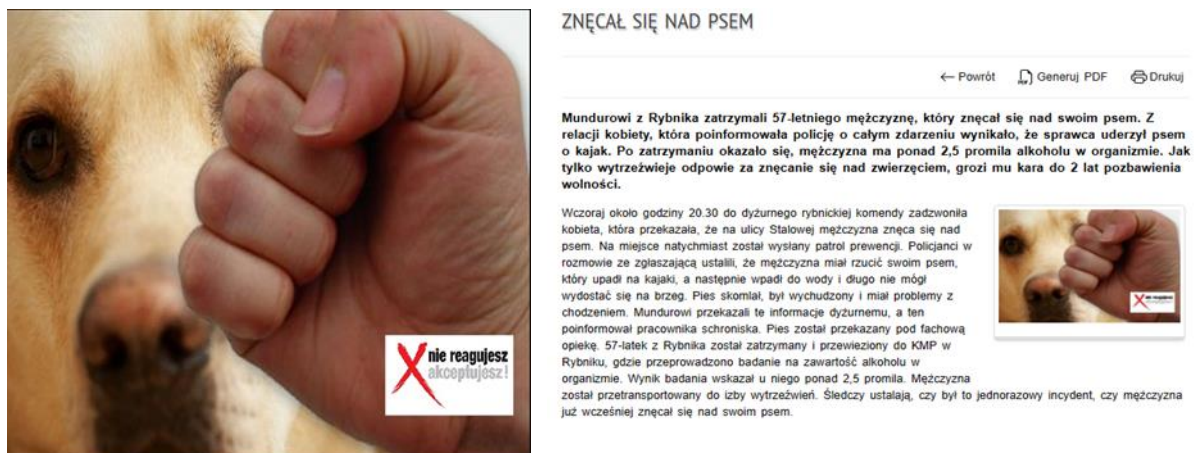 nie reagujesz
akceptujesz!
ZNĘCAŁ SIĘ NAD PSEM
Powrót Generuj PDF Drukuj
Mundurowi z Rybnika zatrzymali 57-letniego mężczyznę, który znęcał się nad swoim psem. Z
relacji kobiety, która poinformowała policję o całym zdarzeniu wynikało, że sprawca uderzył psem
o kajak. Po zatrzymaniu okazało się, mężczyzna ma ponad 2,5 promila alkoholu w organizmie. Jak
tylko wytrzeźwieje odpowie za znęcanie się nad zwierzęciem, grozi mu kara do 2 lat pozbawienia
wolności.
Wczoraj około godziny 20.30 do dyżurnego rybnickiej komendy zadzwoniła
kobieta, która przekazała, że na ulicy Stalowej mężczyzna znęca się nad
psem. Na miejsce natychmiast został wysłany patrol prewencji. Policjanci w
rozmowie ze zgłaszającą ustalili, że mężczyzna miał rzucić swoim psem,
który upadł na kajaki, a następnie wpadł do wody i długo nie mógł
wydostać się na brzeg. Pies skomlał, był wychudzony i miał problemy z
chodzeniem. Mundurowi przekazali te informacje dyżurnemu, a ten
poinformował pracownika schroniska. Pies został przekazany pod fachową
opiekę. 57-latek z Rybnika został zatrzymany i przewieziony do KMP w
Rybniku, gdzie przeprowadzono badanie na zawartość alkoholu w
organizmie. Wynik badania wskazał u niego ponad 2,5 promila. Mężczyzna
został przetransportowany do izby wytrzeźwień. Śledczy ustalają, czy był to jednorazowy incydent, czy mężczyzna
już wcześniej znęcał się nad swoim psem.
nie reagujesz